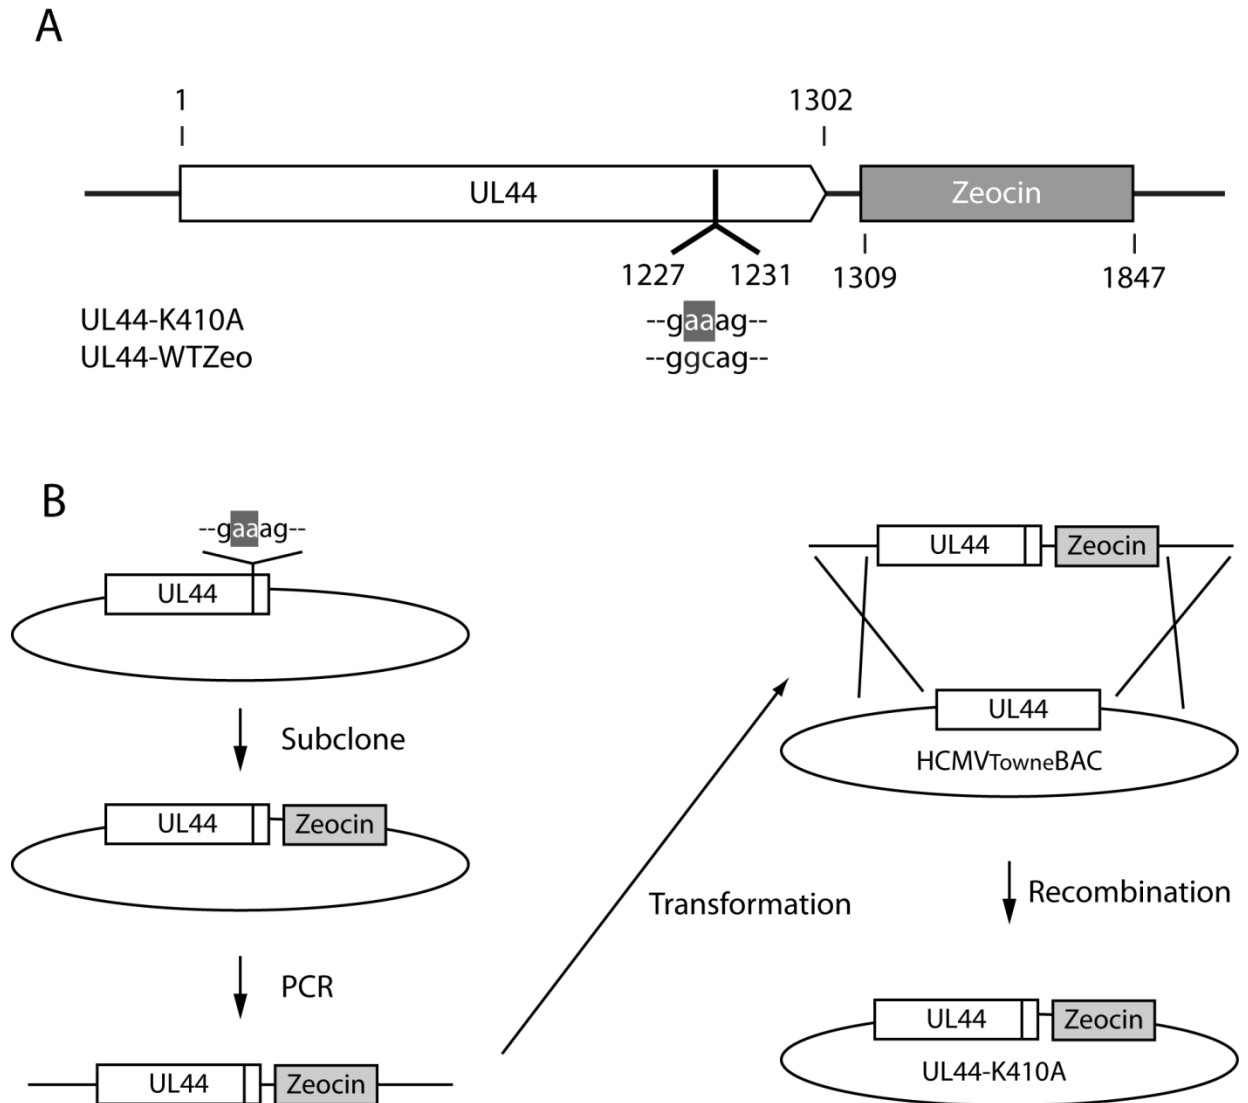 A
1 1302
UL44 Zeocin
1227 1231 1309 1847
UL44-K410A --gaaag--
UL44-WTZeo --ggcag--
B
--gaaag--
UL44
Subclone
UL44 Zeocin
PCR
UL44 Zeocin
Transformation
UL44 Zeocin
UL44
HCMVTowneBAC
Recombination
UL44 Zeocin
UL44-K410A